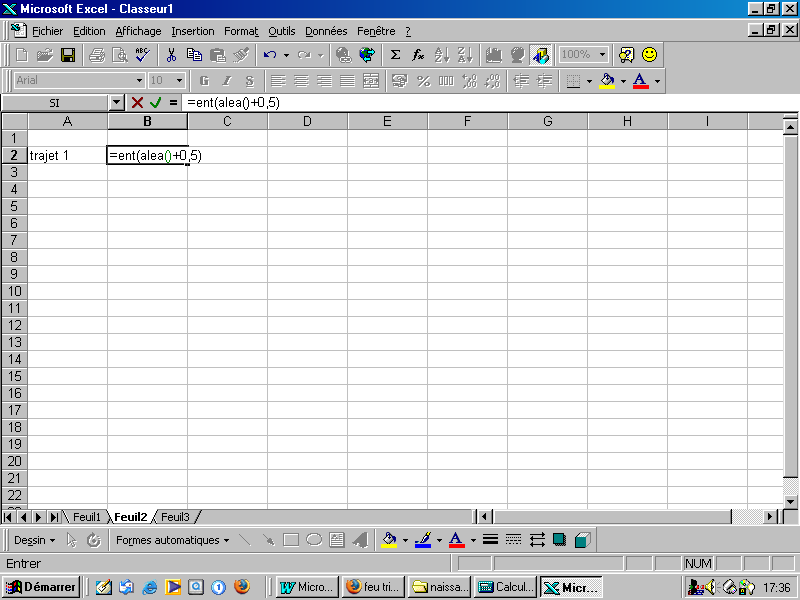 Microsoft Excel - Classeur1
Fichier Edition Affichage Insertion Format Outils Données Fenêtre ?
100%
Arial 10 G I S
SI =ent(alea()+0,5)
A B C D E F G H I
1
2 trajet 1 =ent(alea()+0,5)
3
4
5
6
7
8
9
10
11
12
13
14
15
16
17
18
19
20
21
22
Feuil1 Feuil2 Feuil3
Dessin Formes automatiques
Entrer NUM
Démarrer Micro... feu tri... naissa... Calcul... Micr... 17:36